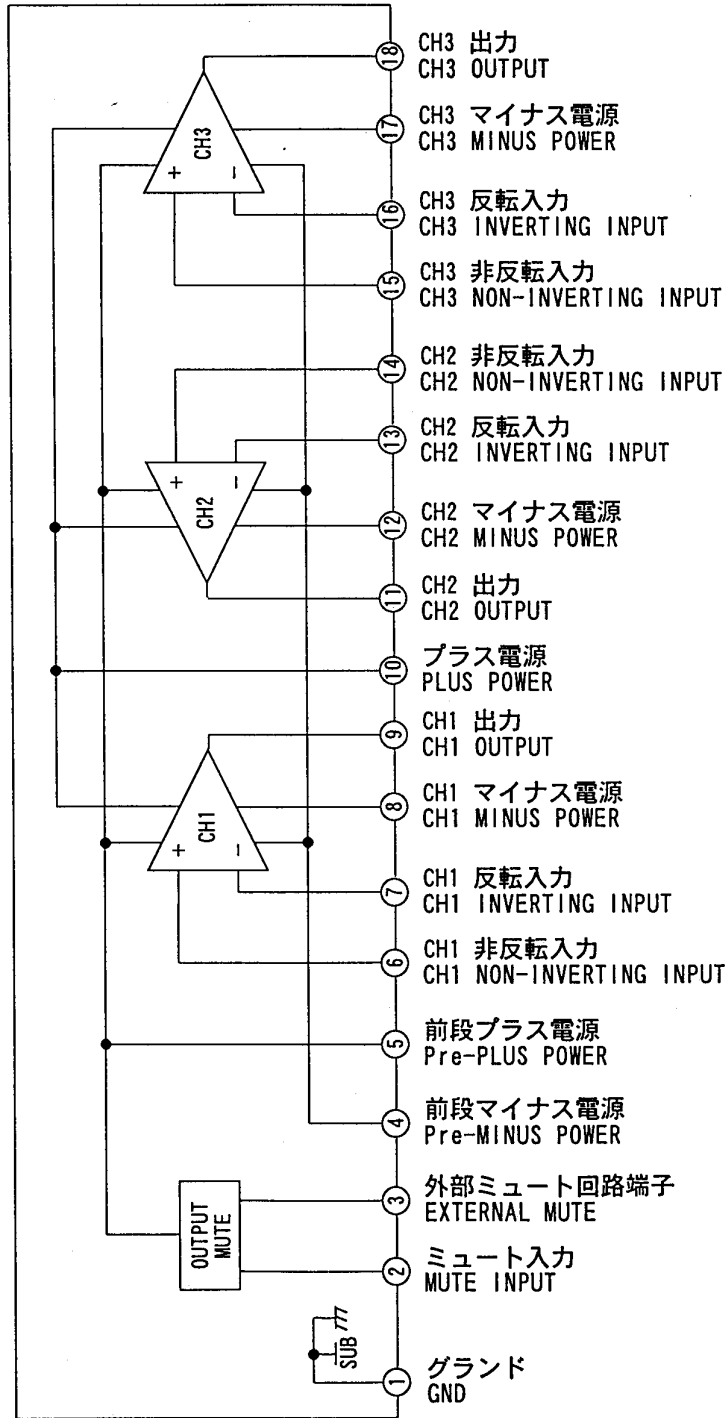 18
CH3 出力
CH3 OUTPUT
17
CH3 マイナス電源
CH3 MINUS POWER
CH3
+
−
16
CH3 反転入力
CH3 INVERTING INPUT
15
CH3 非反転入力
CH3 NON-INVERTING INPUT
14
CH2 非反転入力
CH2 NON-INVERTING INPUT
13
CH2 反転入力
CH2 INVERTING INPUT
+
−
CH2
12
CH2 マイナス電源
CH2 MINUS POWER
11
CH2 出力
CH2 OUTPUT
10
プラス電源
PLUS POWER
9
CH1 出力
CH1 OUTPUT
8
CH1 マイナス電源
CH1 MINUS POWER
CH1
+
−
7
CH1 反転入力
CH1 INVERTING INPUT
6
CH1 非反転入力
CH1 NON-INVERTING INPUT
5
前段プラス電源
Pre-PLUS POWER
4
前段マイナス電源
Pre-MINUS POWER
OUTPUT
MUTE
3
外部ミュート回路端子
EXTERNAL MUTE
2
ミュート入力
MUTE INPUT
SUB
1
グランド
GND